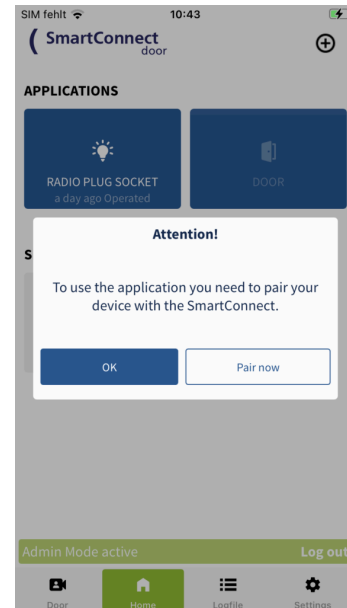 SIM fehlt 10:43
SmartConnect
door
APPLICATIONS
RADIO PLUG SOCKET
a day ago Operated
DOOR
S
Attention!
To use the application you need to pair your
device with the SmartConnect.
OK
Pair now
Admin Mode active
Log out
Door
Home
Logfile
Settings